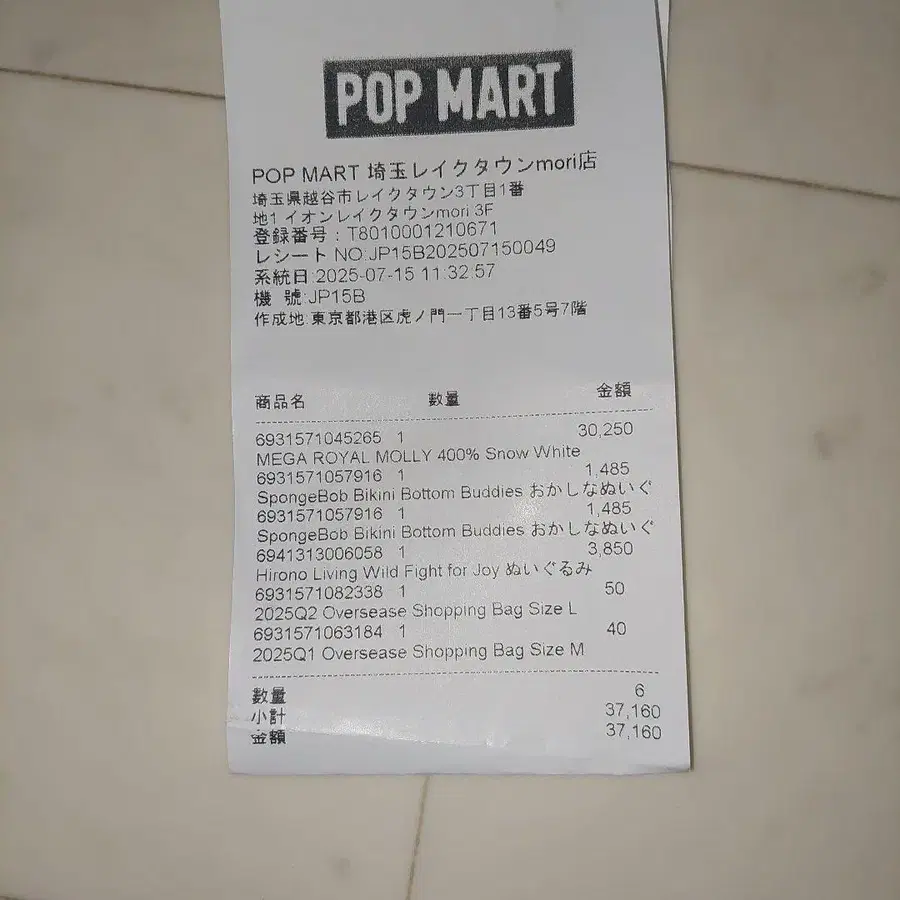 POP MART
POP MART 埼玉レイクタウンmori店
埼玉県越谷市レイクタウン3丁目1番
地1 イオンレイクタウンmori 3F
登録番号：T8010001210671
レシート NO:JP15B202507150049
系統日:2025-07-15 11:32:57
機 號:JP15B
作成地:東京都港区虎ノ門一丁目13番5号7階
商品名 数量 金額
6931571045265 1 30,250
MEGA ROYAL MOLLY 400% Snow White
6931571057916 1 1,485
SpongeBob Bikini Bottom Buddies おかしなぬいぐ
6931571057916 1 1,485
SpongeBob Bikini Bottom Buddies おかしなぬいぐ
6941313006058 1 3,850
Hirono Living Wild Fight for Joy ぬいぐるみ
6931571082338 1 50
2025Q2 Oversease Shopping Bag Size L
6931571063184 1 40
2025Q1 Oversease Shopping Bag Size M
数量 6
小計 37,160
金額 37,160